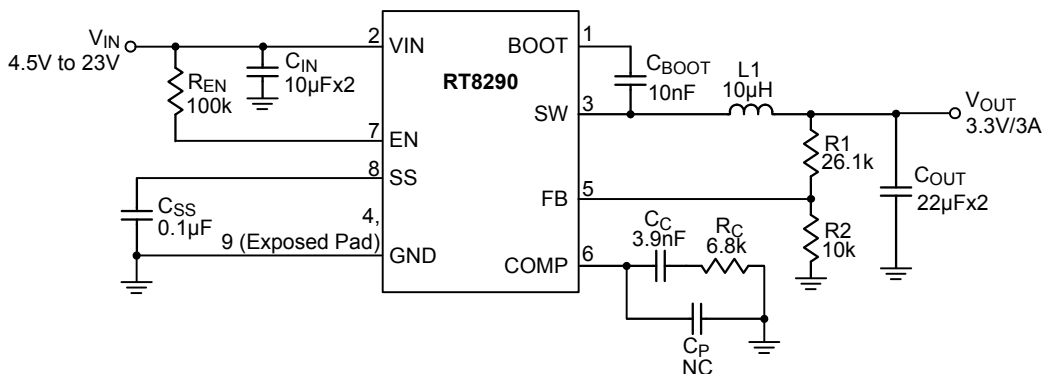 VIN
4.5V to 23V
REN
100k
CIN
10µFx2
2
VIN
7
EN
8
SS
CSS
0.1µF
4,
9 (Exposed Pad)
GND
RT8290
BOOT
1
SW
3
FB
5
COMP
6
CBOOT
10nF
L1
10µH
VOUT
3.3V/3A
R1
26.1k
COUT
22µFx2
R2
10k
CC
3.9nF
RC
6.8k
CP
NC